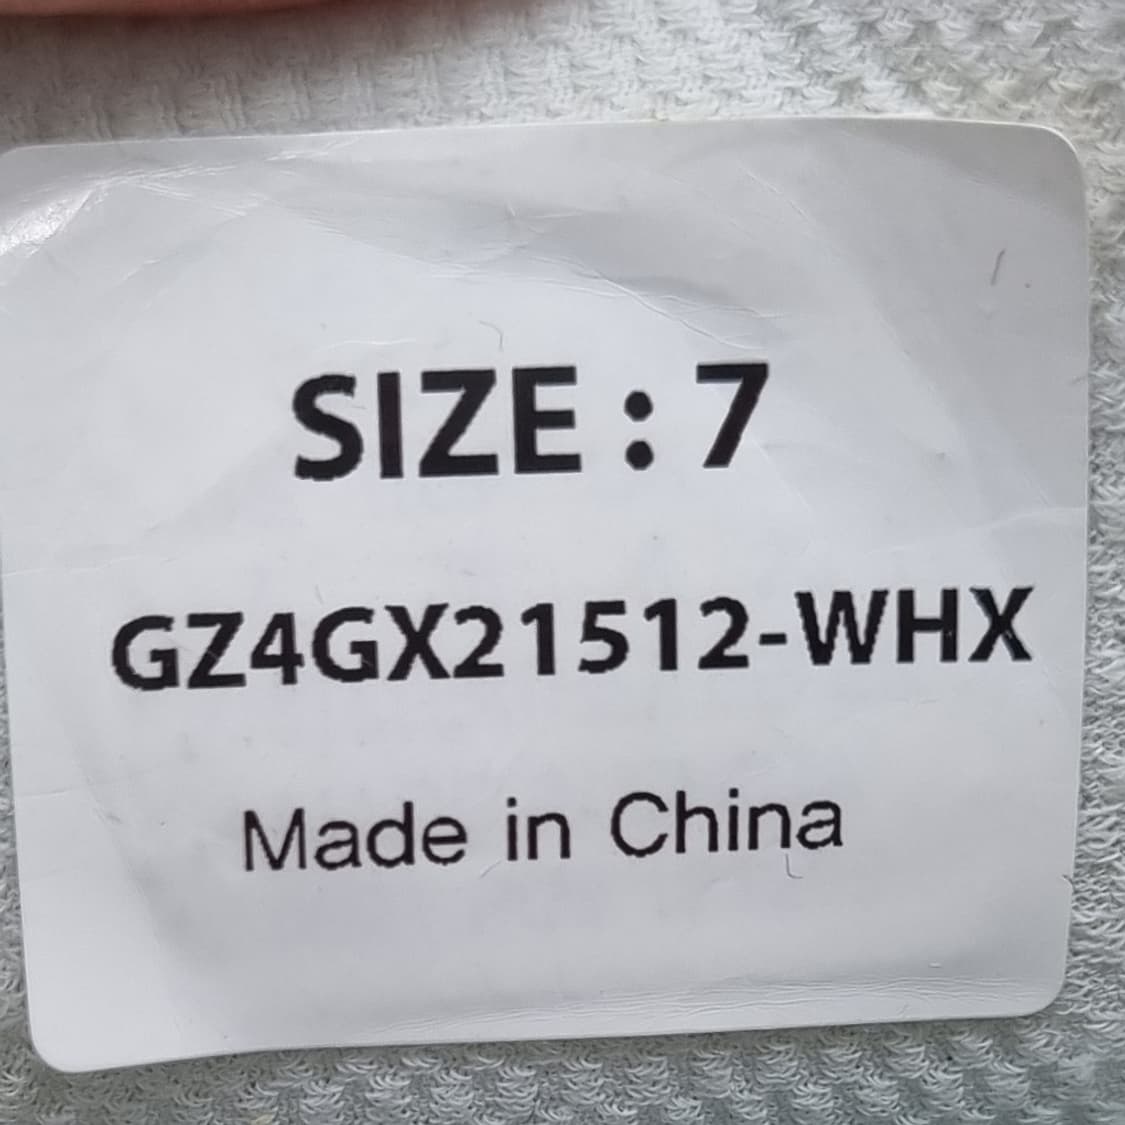 SIZE : 7
GZ4GX21512-WHX
Made in China